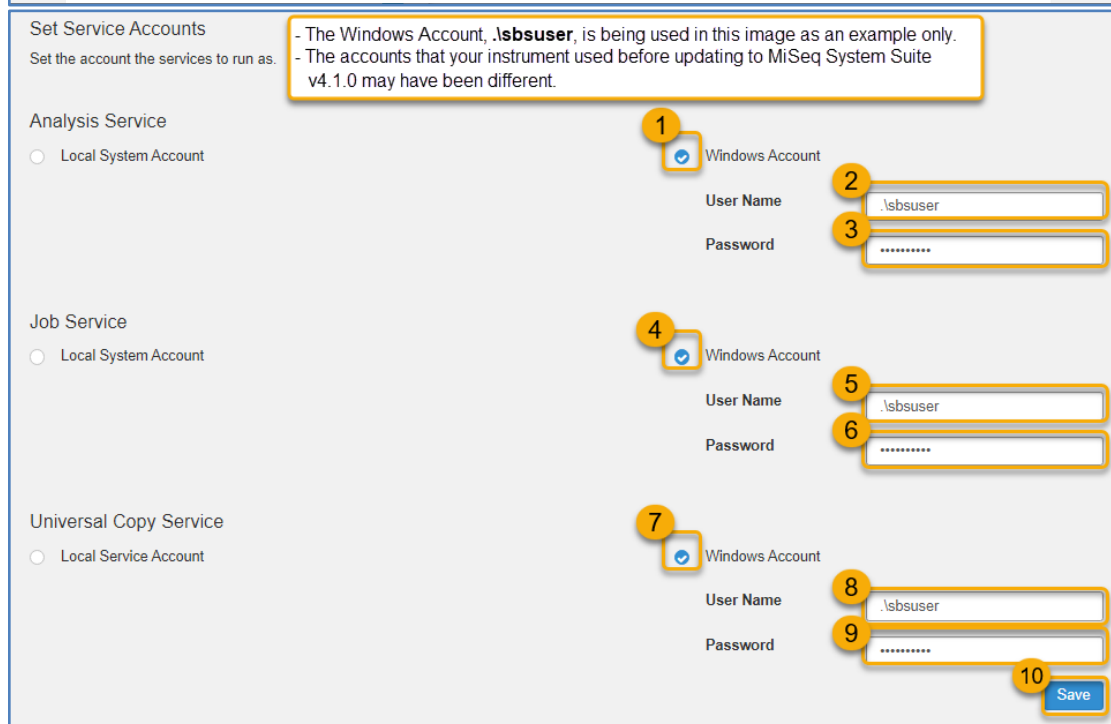 Set Service Accounts
- The Windows Account, .\sbsuser, is being used in this image as an example only.
Set the account the services to run as.
- The accounts that your instrument used before updating to MiSeq System Suite
v4.1.0 may have been different.
Analysis Service
1
Local System Account
Windows Account
2
User Name
.\sbsuser
3
Password
••••••••••
Job Service
4
Local System Account
Windows Account
5
User Name
.\sbsuser
6
Password
••••••••••
Universal Copy Service
7
Local Service Account
Windows Account
8
User Name
.\sbsuser
9
Password
••••••••••
10
Save